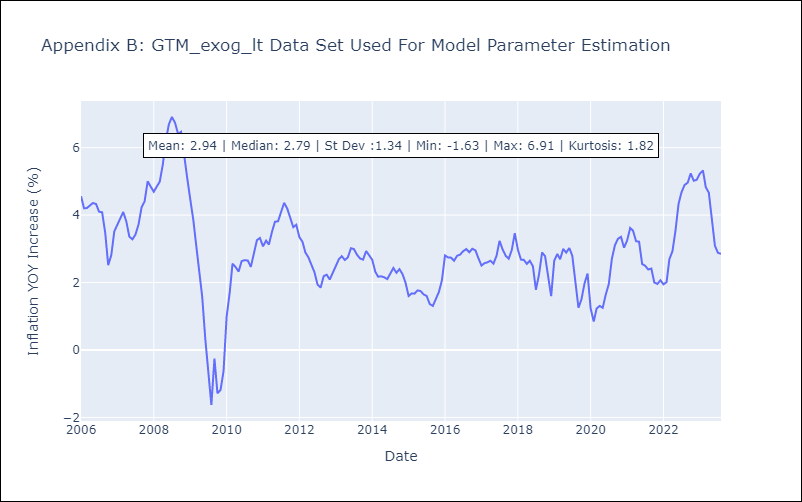 Appendix B: GTM_exog_lt Data Set Used For Model Parameter Estimation
Mean: 2.94 | Median: 2.79 | St Dev :1.34 | Min: -1.63 | Max: 6.91 | Kurtosis: 1.82
Inflation YOY Increase (%)
6
4
2
0
−2
2006 2008 2010 2012 2014 2016 2018 2020 2022
Date